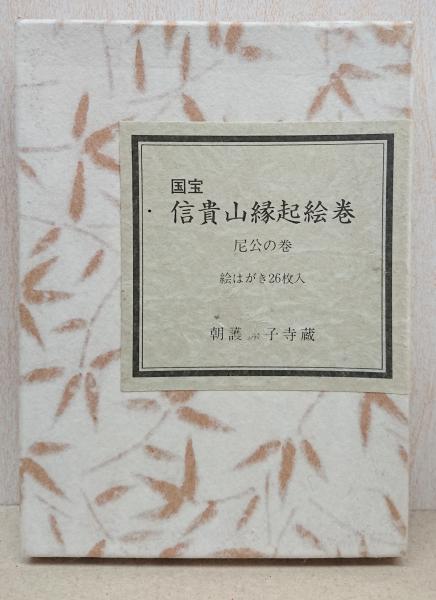 国宝
信貴山縁起絵巻
尼公の巻
絵はがき26枚入
朝護 子寺蔵